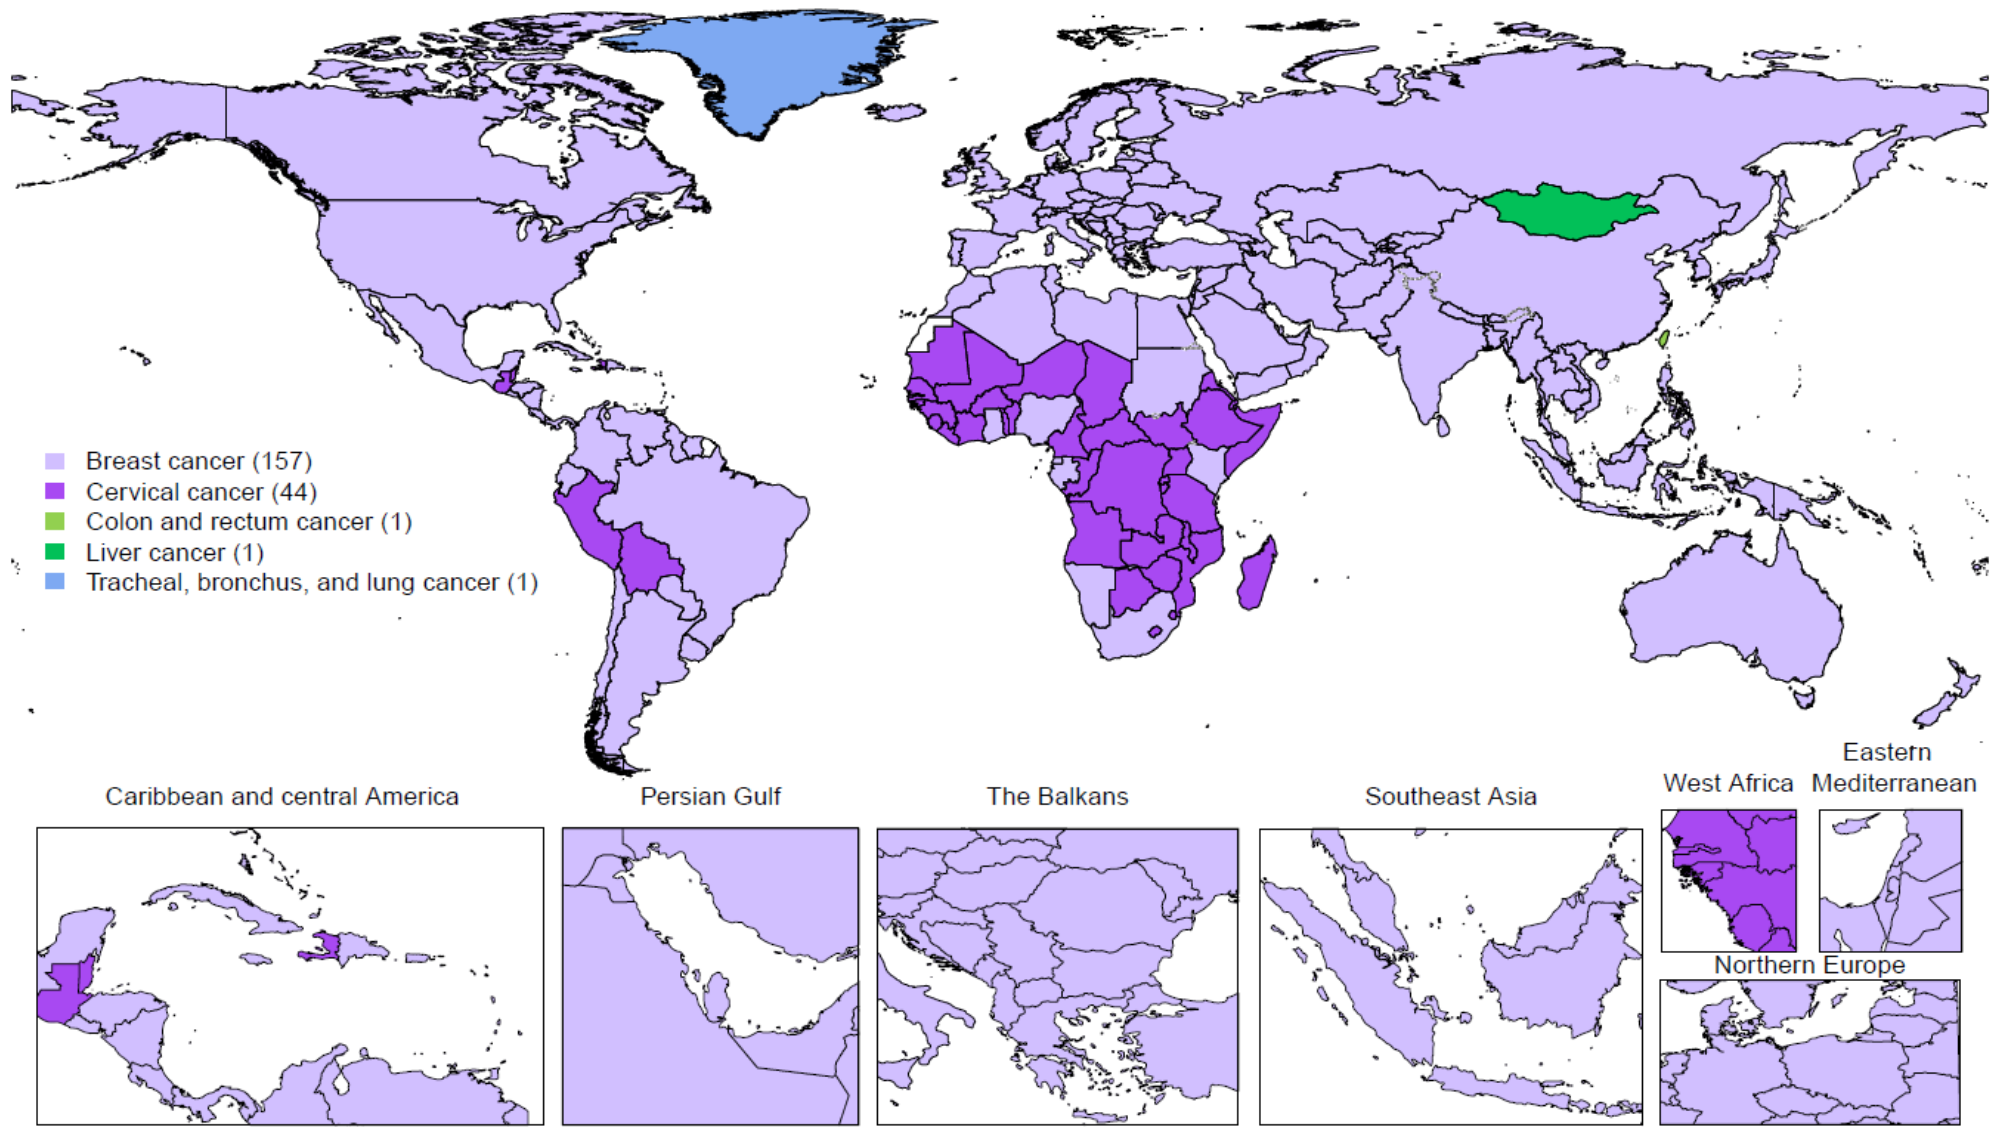 Breast cancer (157)
Cervical cancer (44)
Colon and rectum cancer (1)
Liver cancer (1)
Tracheal, bronchus, and lung cancer (1)
Caribbean and central America
Persian Gulf
The Balkans
Southeast Asia
West Africa
Eastern
Mediterranean
Northern Europe